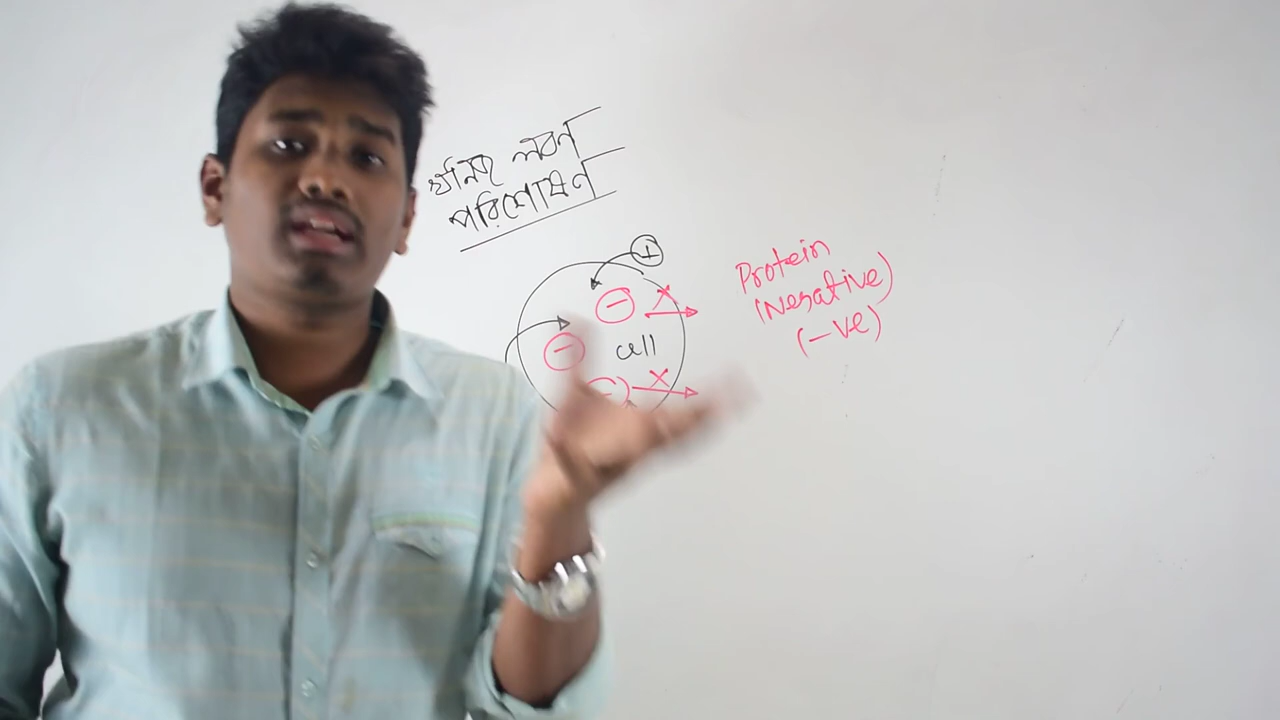 খনিজ লবণ
পরিশোষণ
+
−
−
cell
−
Protein
(Negative)
(-ve)